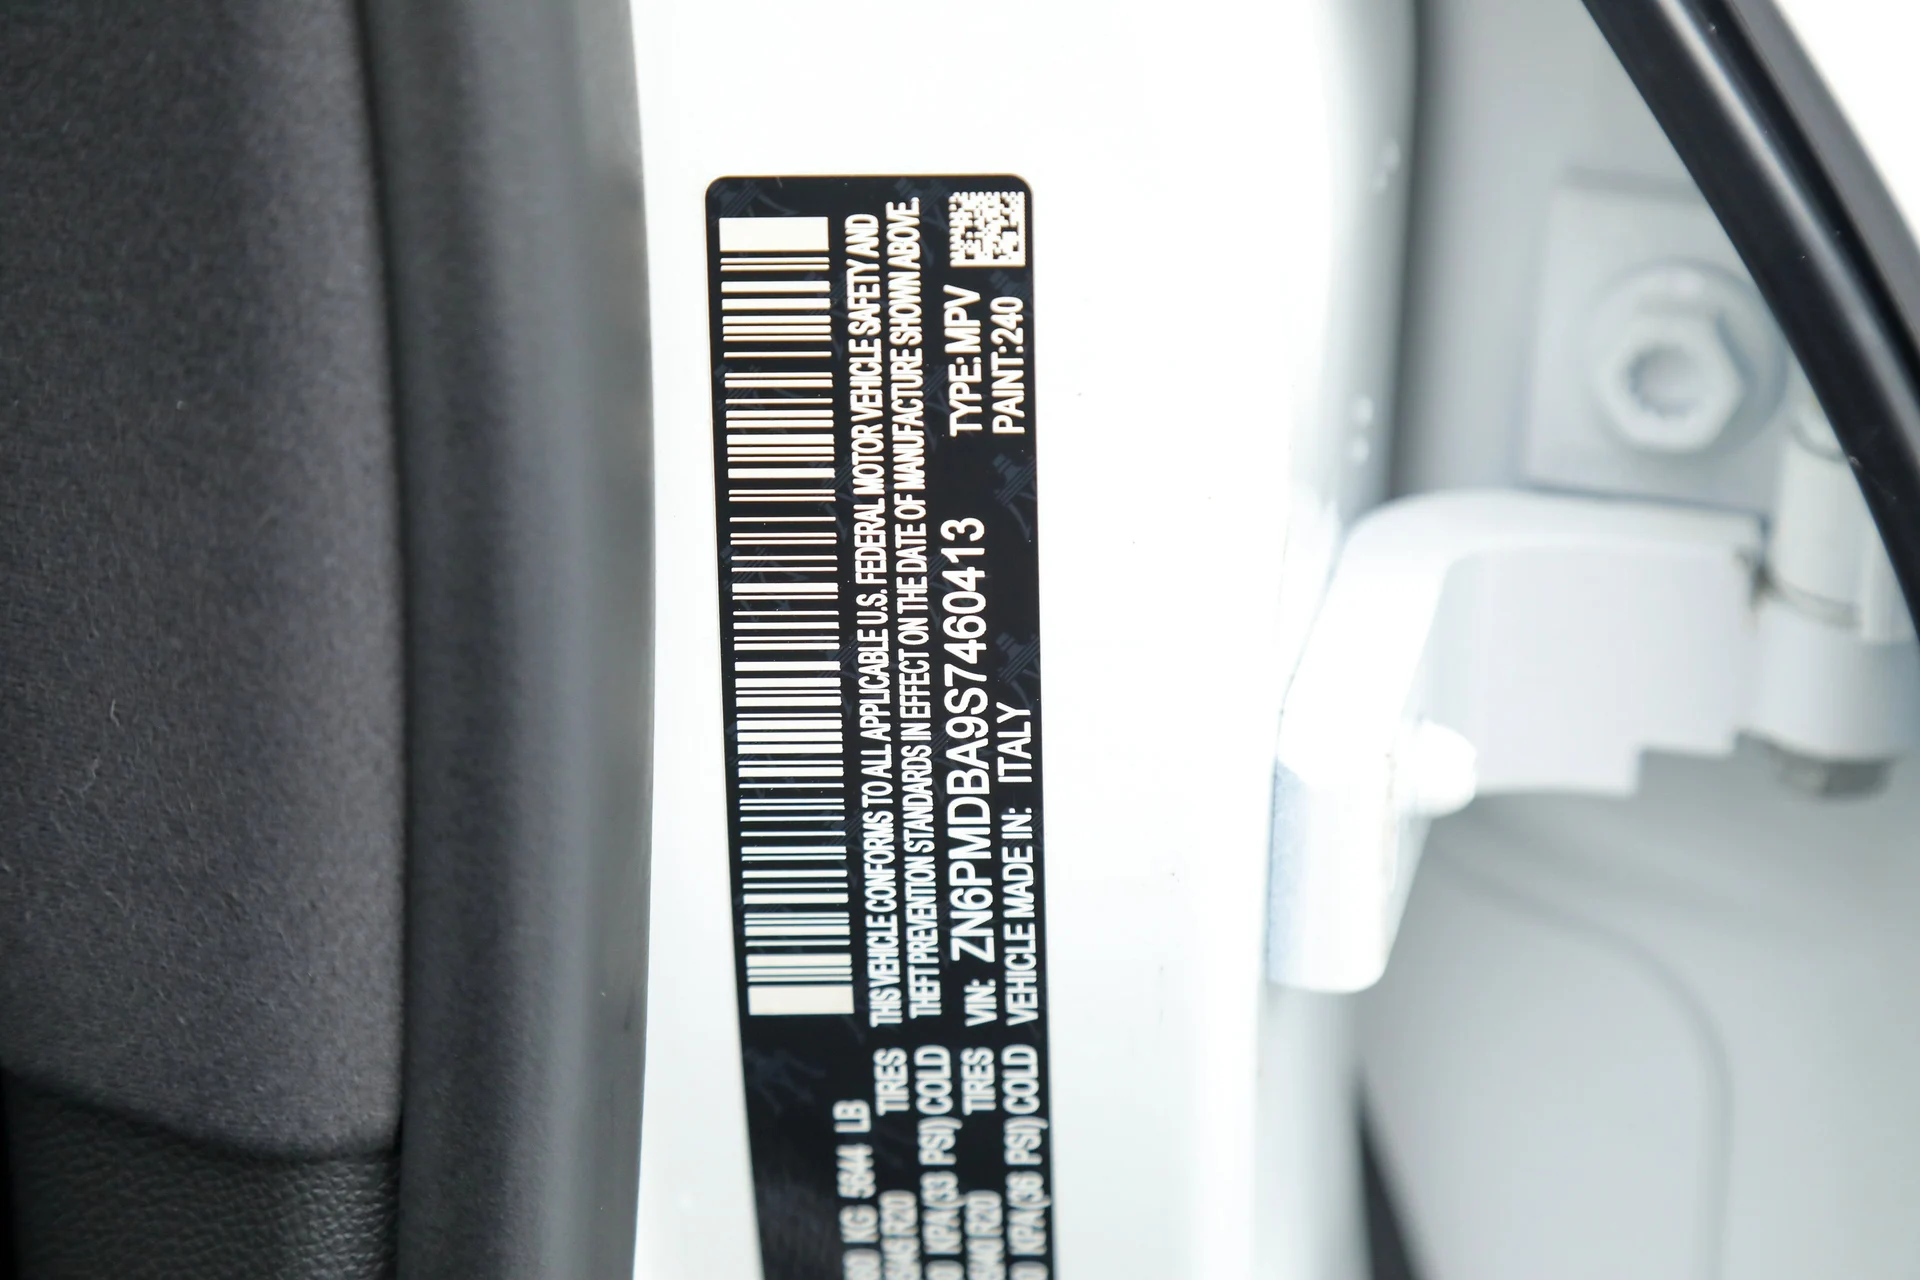 THIS VEHICLE CONFORMS TO ALL APPLICABLE U.S. FEDERAL MOTOR VEHICLE SAFETY AND
THEFT PREVENTION STANDARDS IN EFFECT ON THE DATE OF MANUFACTURE SHOWN ABOVE.
VIN: ZN6PMDBA9S7460413 TYPE: MPV
VEHICLE MADE IN: ITALY PAINT: 240
KG 5644 LB
R20 TIRES
KPA(33 PSI) COLD
R20 TIRES
KPA(36 PSI) COLD